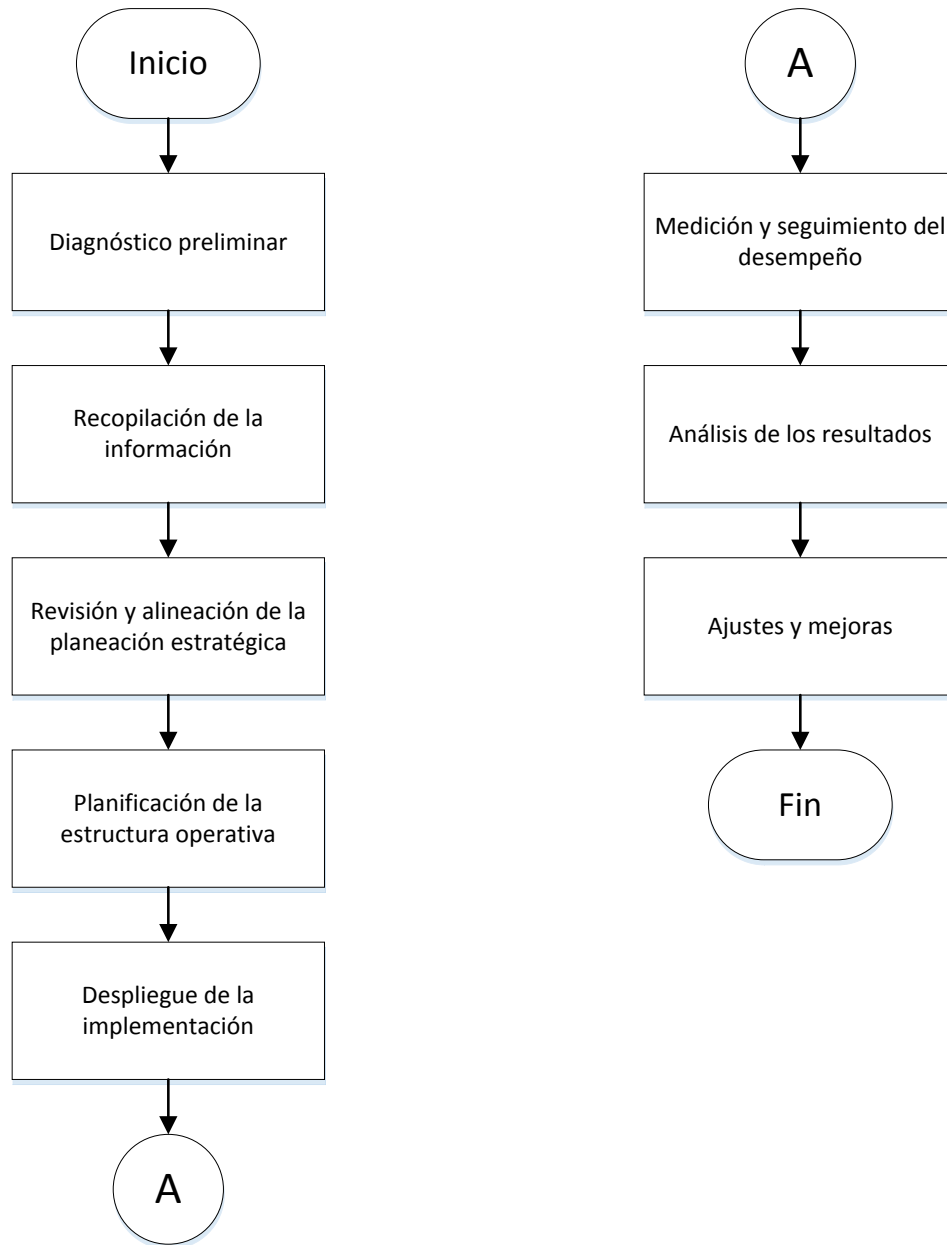 Inicio
Diagnóstico preliminar
Recopilación de la
información
Revisión y alineación de la
planeación estratégica
Planificación de la
estructura operativa
Despliegue de la
implementación
A
A
Medición y seguimiento del
desempeño
Análisis de los resultados
Ajustes y mejoras
Fin